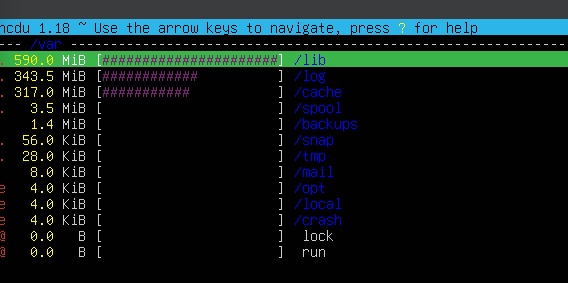 ncdu 1.18 ~ Use the arrow keys to navigate, press ? for help
--- /var ---------------------------------------------------------------
. 590.0 MiB [######################] /lib
. 343.5 MiB [############          ] /log
. 317.0 MiB [###########           ] /cache
. 3.5 MiB [                      ] /spool
1.4 MiB [                      ] /backups
. 56.0 KiB [                      ] /snap
. 28.0 KiB [                      ] /tmp
8.0 KiB [                      ] /mail
e 4.0 KiB [                      ] /opt
e 4.0 KiB [                      ] /local
e 4.0 KiB [                      ] /crash
@ 0.0 B [                      ] lock
@ 0.0 B [                      ] run